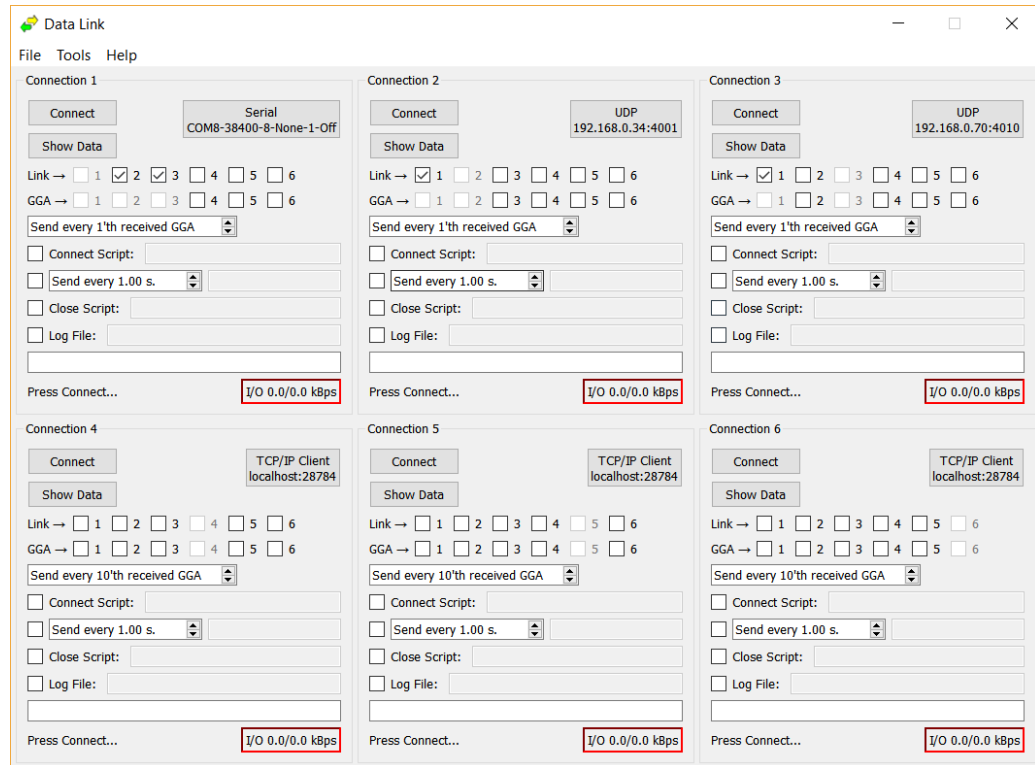 Data Link
File Tools Help
Connection 1
Connect
Serial
COM8-38400-8-None-1-Off
Show Data
Link → 1 2 3 4 5 6
GGA → 1 2 3 4 5 6
Send every 1'th received GGA
Connect Script:
Send every 1.00 s.
Close Script:
Log File:
Press Connect...
I/O 0.0/0.0 kBps
Connection 2
Connect
UDP
192.168.0.34:4001
Show Data
Link → 1 2 3 4 5 6
GGA → 1 2 3 4 5 6
Send every 1'th received GGA
Connect Script:
Send every 1.00 s.
Close Script:
Log File:
Press Connect...
I/O 0.0/0.0 kBps
Connection 3
Connect
UDP
192.168.0.70:4010
Show Data
Link → 1 2 3 4 5 6
GGA → 1 2 3 4 5 6
Send every 1'th received GGA
Connect Script:
Send every 1.00 s.
Close Script:
Log File:
Press Connect...
I/O 0.0/0.0 kBps
Connection 4
Connect
TCP/IP Client
localhost:28784
Show Data
Link → 1 2 3 4 5 6
GGA → 1 2 3 4 5 6
Send every 10'th received GGA
Connect Script:
Send every 1.00 s.
Close Script:
Log File:
Press Connect...
I/O 0.0/0.0 kBps
Connection 5
Connect
TCP/IP Client
localhost:28784
Show Data
Link → 1 2 3 4 5 6
GGA → 1 2 3 4 5 6
Send every 10'th received GGA
Connect Script:
Send every 1.00 s.
Close Script:
Log File:
Press Connect...
I/O 0.0/0.0 kBps
Connection 6
Connect
TCP/IP Client
localhost:28784
Show Data
Link → 1 2 3 4 5 6
GGA → 1 2 3 4 5 6
Send every 10'th received GGA
Connect Script:
Send every 1.00 s.
Close Script:
Log File:
Press Connect...
I/O 0.0/0.0 kBps